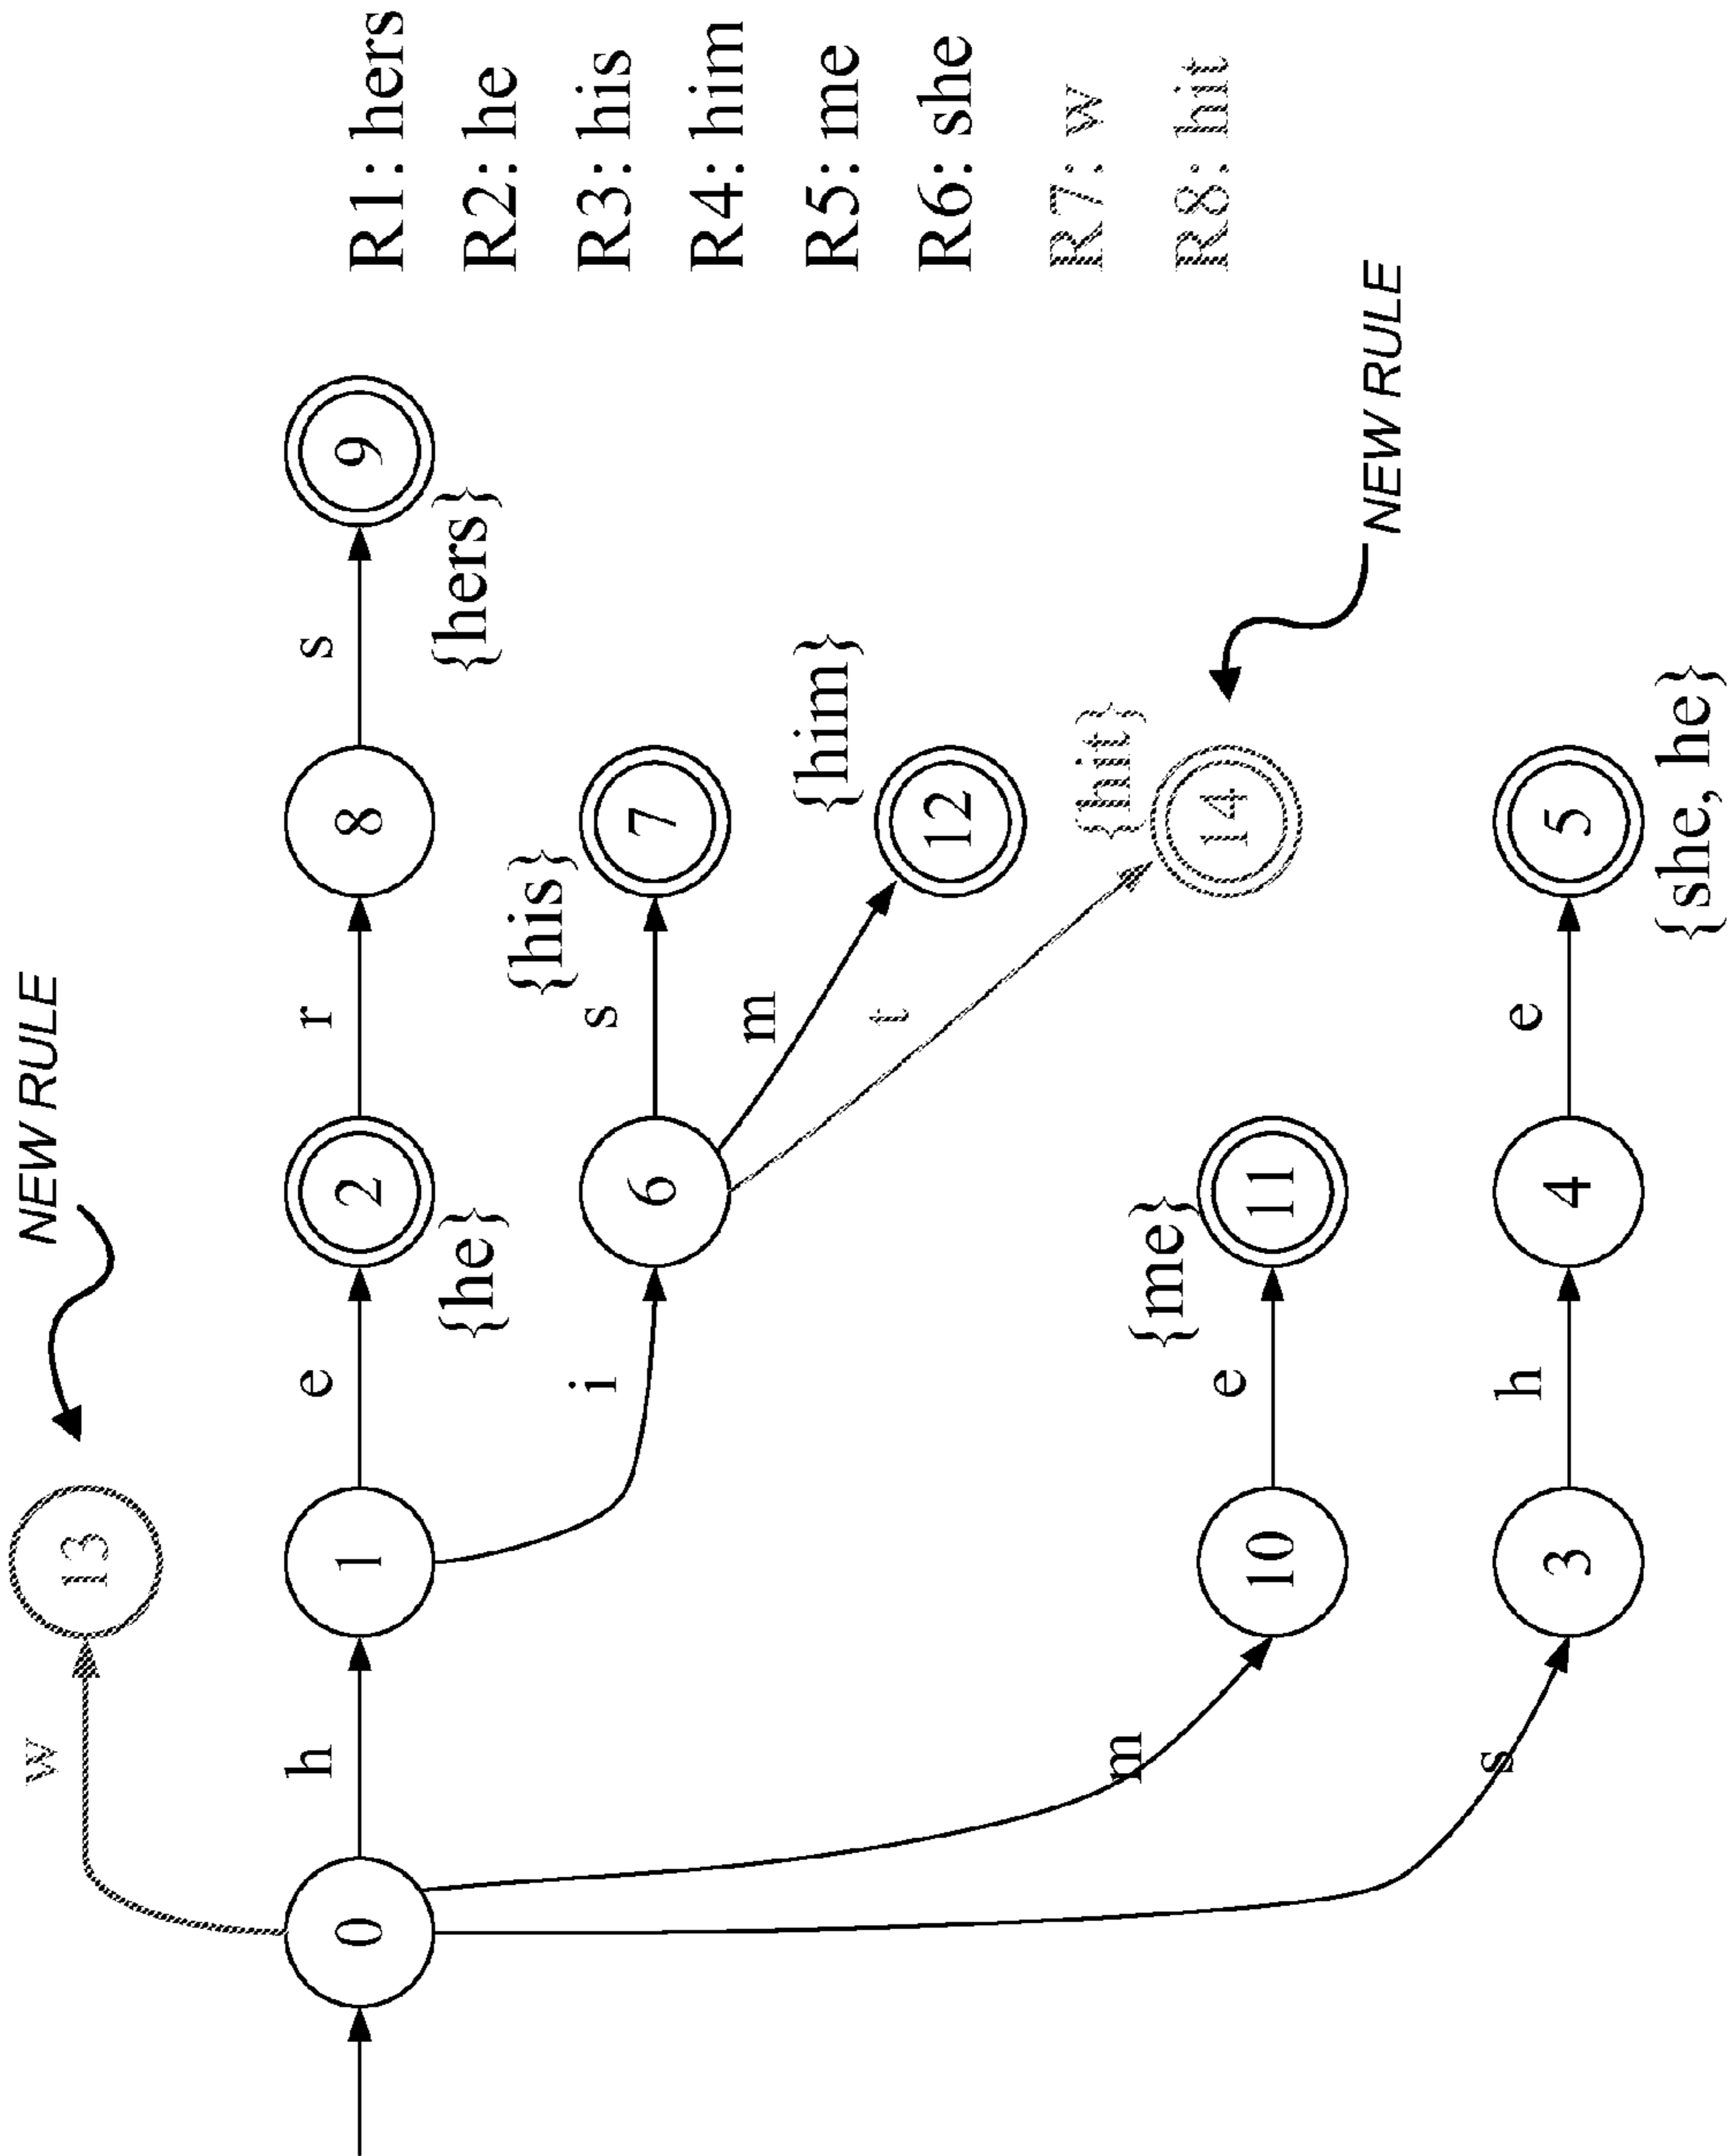 NEW RULE
w
13
h
e
r
s
0
1
2
8
9
{he}
{hers}
i
s
{his}
6
7
m
{him}
12
t
{hit}
14
NEW RULE
m
e
{me}
10
11
s
h
e
3
4
5
{she, he}
R1: hers
R2: he
R3: his
R4: him
R5: me
R6: she
R7: w
R8: hit